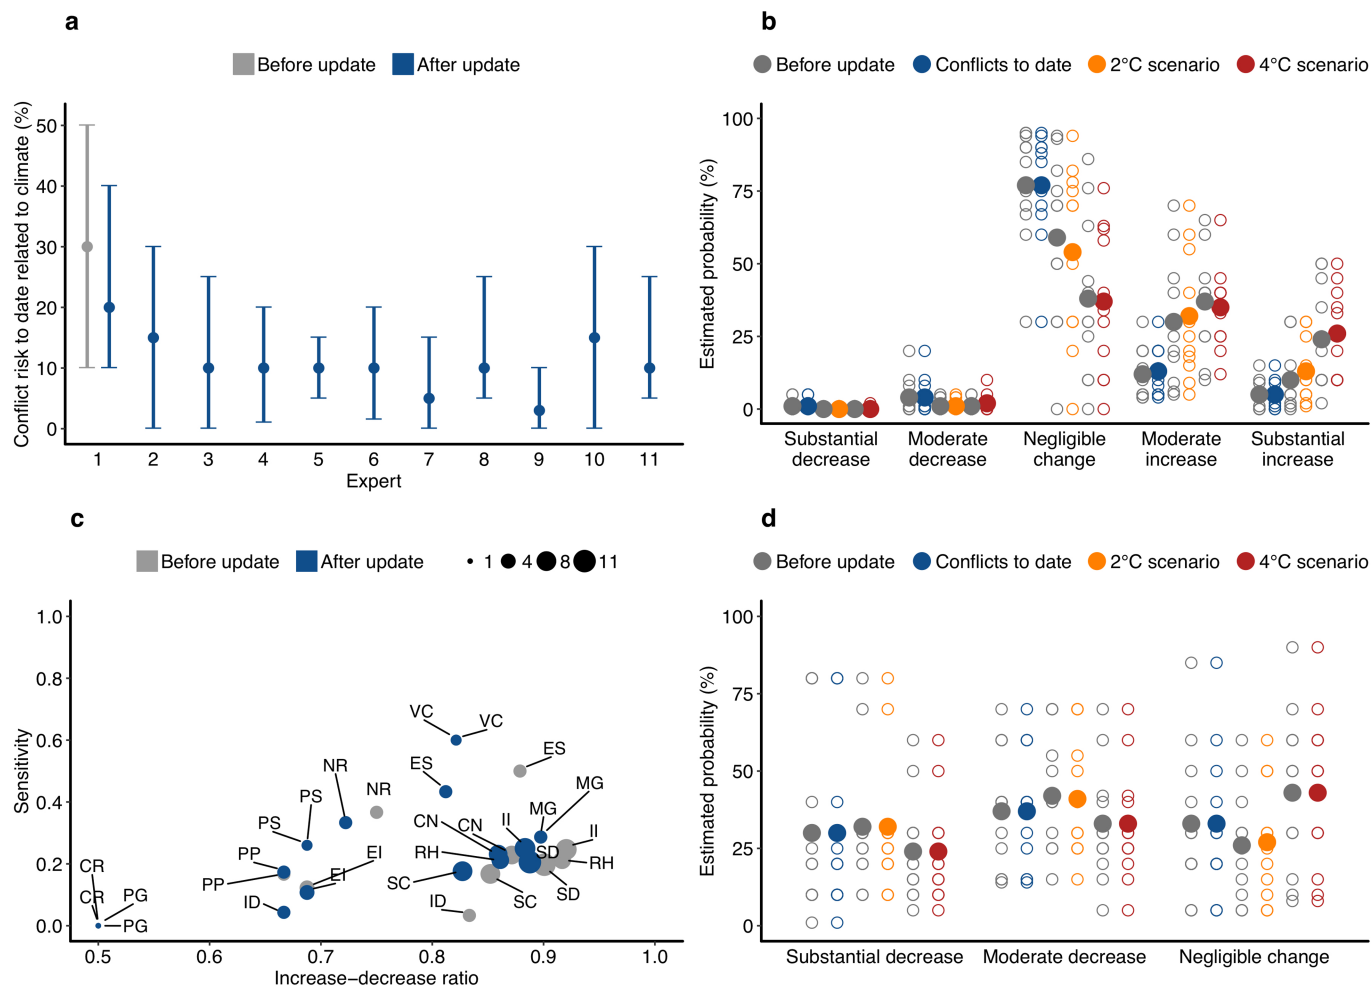 a
Before update After update
Conflict risk to date related to climate (%)
50
40
30
20
10
0
1 2 3 4 5 6 7 8 9 10 11
Expert
b
Before update Conflicts to date 2°C scenario 4°C scenario
Estimated probability (%)
100
75
50
25
0
Substantial decrease
Moderate decrease
Negligible change
Moderate increase
Substantial increase
c
Before update After update 1 4 8 11
Sensitivity
1.0
0.8
0.6
0.4
0.2
0.0
VC VC
ES ES
NR NR MG
PS
PS CN CN II MG II
PP RH SD RH
PP EI EI SC SC SD
CR ID ID
CR PG
PG
0.5 0.6 0.7 0.8 0.9 1.0
Increase−decrease ratio
d
Before update Conflicts to date 2°C scenario 4°C scenario
Estimated probability (%)
100
75
50
25
0
Substantial decrease Moderate decrease Negligible change